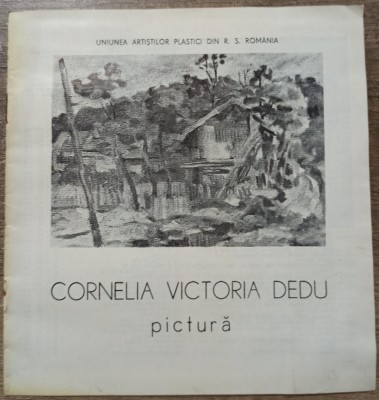 UNIUNEA ARTIȘTILOR PLASTICI DIN R. S. ROMÂNIA
CORNELIA VICTORIA DEDU
pictură